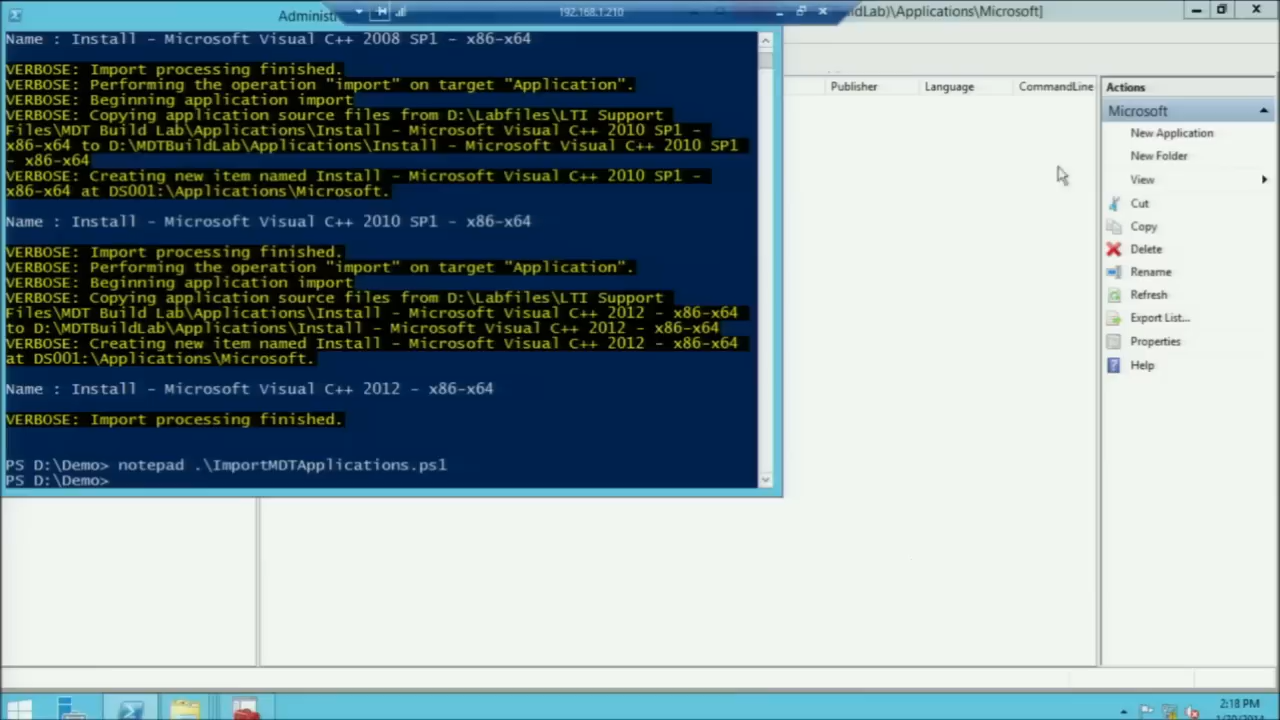 Administr
192.168.1.210
dLab)\Applications\Microsoft]
Name : Install - Microsoft Visual C++ 2008 SP1 - x86-x64
VERBOSE: Import processing finished.
VERBOSE: Performing the operation "import" on target "Application".
VERBOSE: Beginning application import
VERBOSE: Copying application source files from D:\Labfiles\LTI Support
Files\MDT Build Lab\Applications\Install - Microsoft Visual C++ 2010 SP1 -
x86-x64 to D:\MDTBuildLab\Applications\Install - Microsoft Visual C++ 2010 SP1
- x86-x64
VERBOSE: Creating new item named Install - Microsoft Visual C++ 2010 SP1 -
x86-x64 at DS001:\Applications\Microsoft.
Name : Install - Microsoft Visual C++ 2010 SP1 - x86-x64
VERBOSE: Import processing finished.
VERBOSE: Performing the operation "import" on target "Application".
VERBOSE: Beginning application import
VERBOSE: Copying application source files from D:\Labfiles\LTI Support
Files\MDT Build Lab\Applications\Install - Microsoft Visual C++ 2012 - x86-x64
to D:\MDTBuildLab\Applications\Install - Microsoft Visual C++ 2012 - x86-x64
VERBOSE: Creating new item named Install - Microsoft Visual C++ 2012 - x86-x64
at DS001:\Applications\Microsoft.
Name : Install - Microsoft Visual C++ 2012 - x86-x64
VERBOSE: Import processing finished.
PS D:\Demo> notepad .\ImportMDTApplications.ps1
PS D:\Demo>
Publisher Language CommandLine
Actions
Microsoft
New Application
New Folder
View
Cut
Copy
Delete
Rename
Refresh
Export List...
Properties
Help
2:18 PM